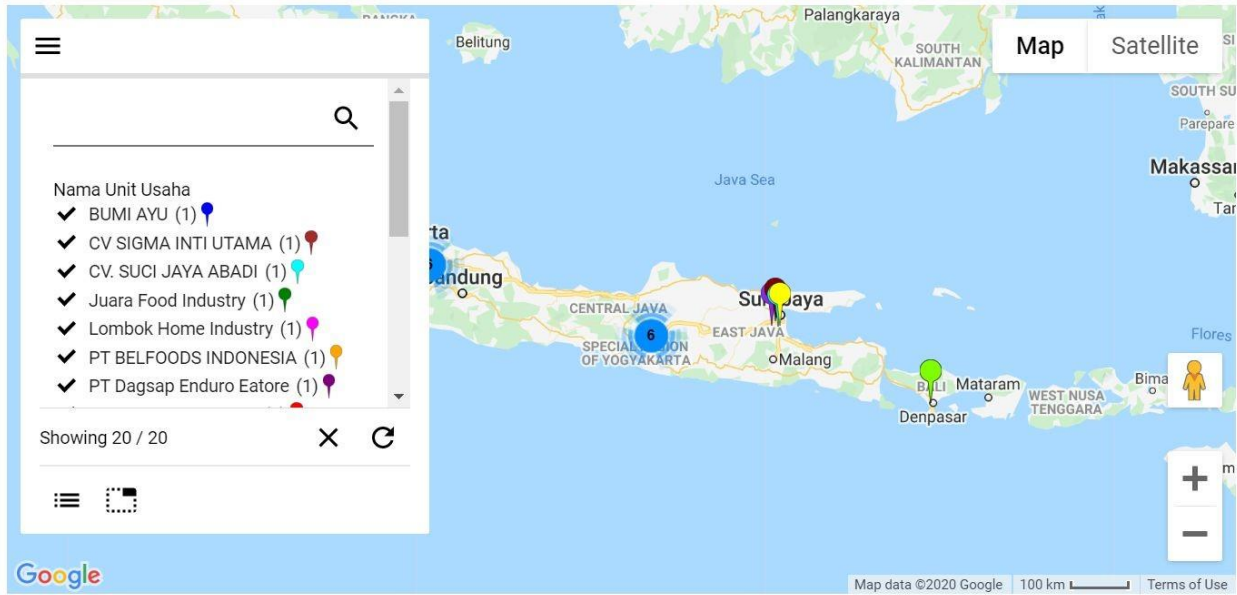 BANGKA
Belitung
Palangkaraya
SOUTH
KALIMANTAN
Map
Satellite
SOUTH SU
Parepare
Makassar
Tar
Java Sea
Nama Unit Usaha
BUMI AYU (1)
CV SIGMA INTI UTAMA (1)
CV. SUCI JAYA ABADI (1)
Juara Food Industry (1)
Lombok Home Industry (1)
PT BELFOODS INDONESIA (1)
PT Dagsap Enduro Eatore (1)
Showing 20 / 20
ta
andung
CENTRAL JAVA
6
SPECIAL REGION
OF YOGYAKARTA
EAST JAVA
Malang
BALI
Denpasar
Mataram
WEST NUSA
TENGGARA
Bima
Flores
m
Google
Map data ©2020 Google
100 km
Terms of Use